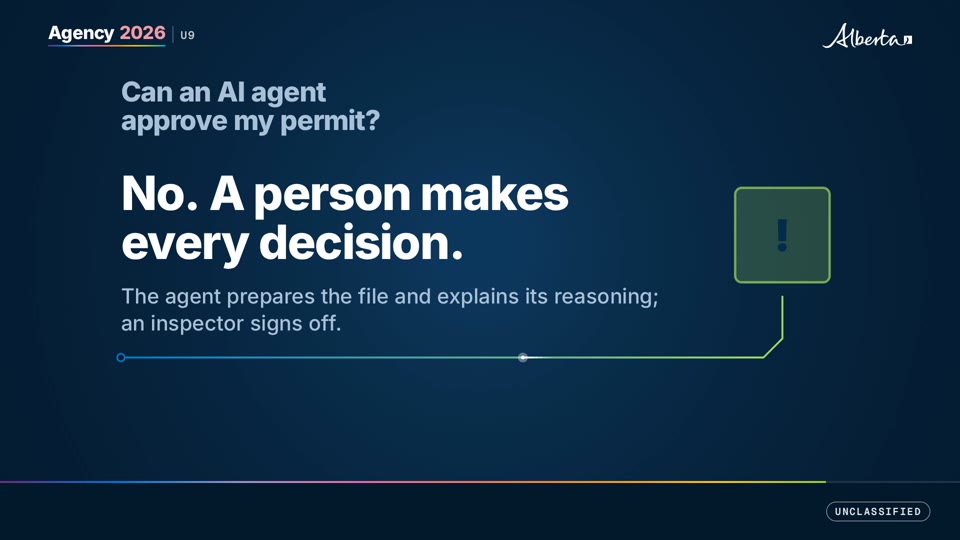 Agency 2026 U9
Alberta
Can an AI agent
approve my permit?
No. A person makes
every decision.
!
The agent prepares the file and explains its reasoning;
an inspector signs off.
UNCLASSIFIED